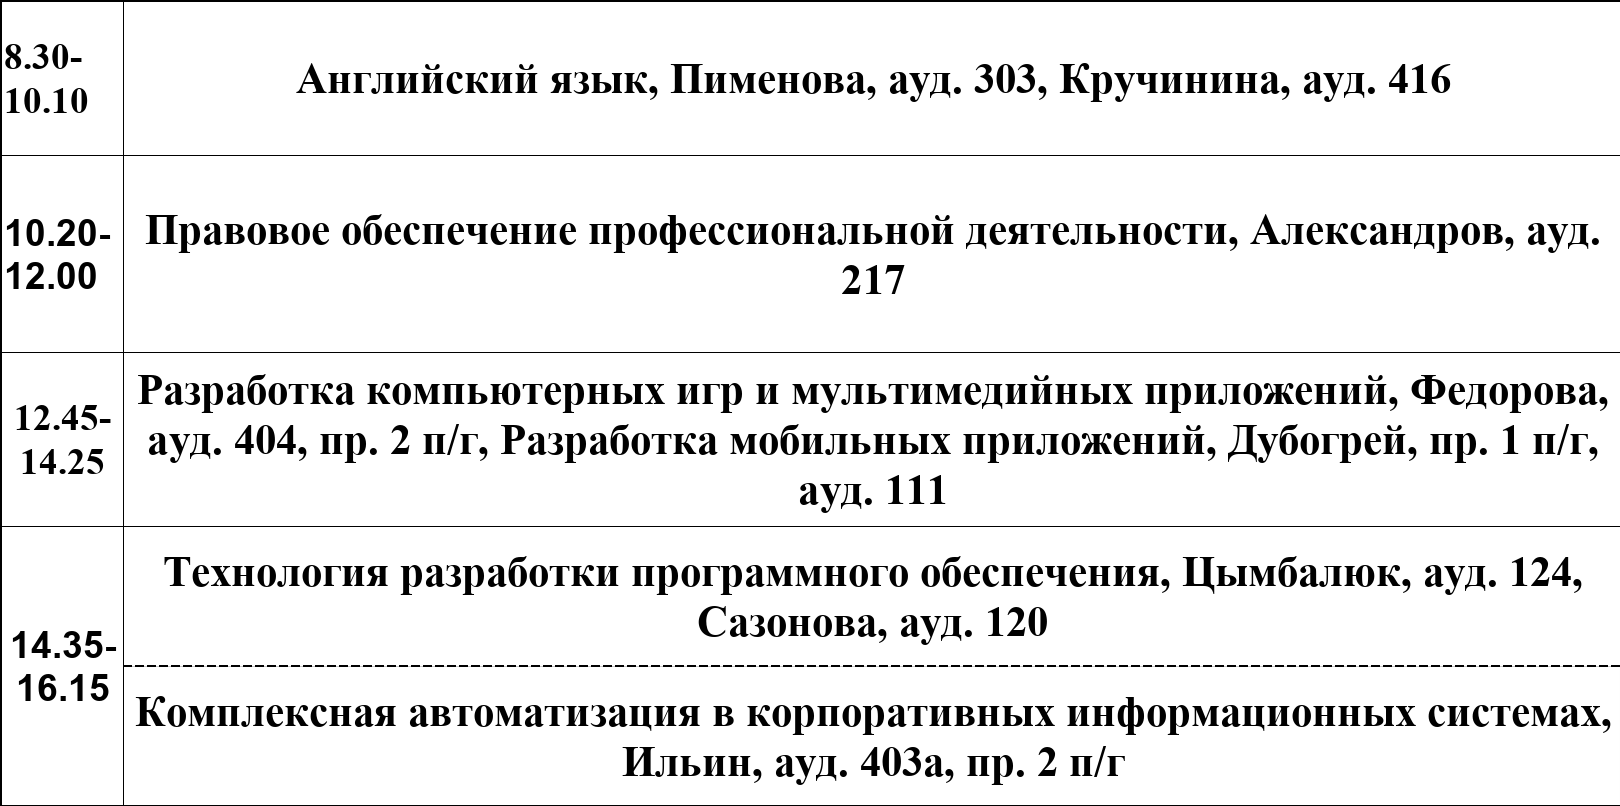 8.30-
10.10
Английский язык, Пименова, ауд. 303, Кручинина, ауд. 416
10.20-
12.00
Правовое обеспечение профессиональной деятельности, Александров, ауд.
217
12.45-
14.25
Разработка компьютерных игр и мультимедийных приложений, Федорова,
ауд. 404, пр. 2 п/г, Разработка мобильных приложений, Дубогрей, пр. 1 п/г,
ауд. 111
14.35-
16.15
Технология разработки программного обеспечения, Цымбалюк, ауд. 124,
Сазонова, ауд. 120
Комплексная автоматизация в корпоративных информационных системах,
Ильин, ауд. 403а, пр. 2 п/г